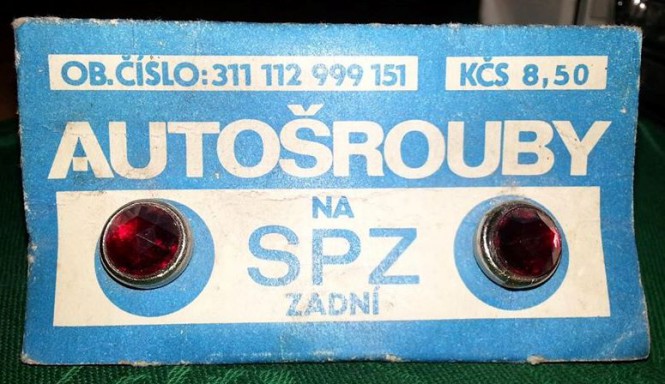 OB.ČÍSLO: 311 112 999 151 KČS 8,50
AUTOŠROUBY
NA
SPZ
ZADNÍ